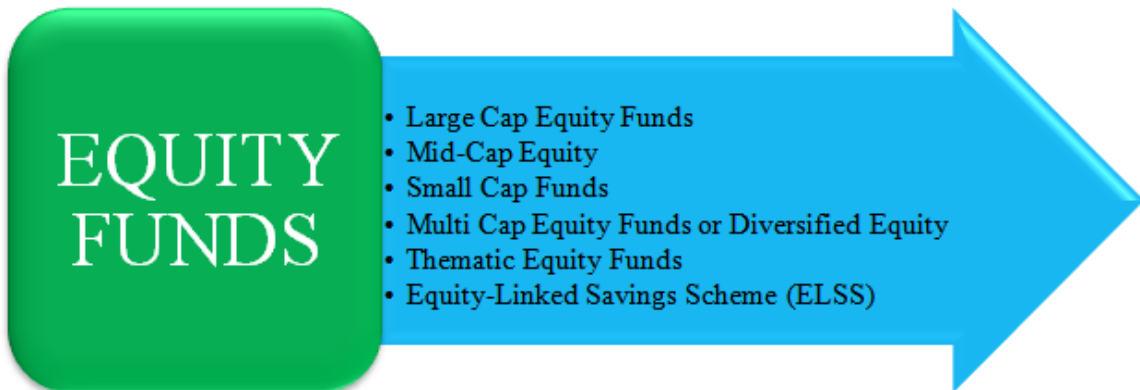 EQUITY
FUNDS
• Large Cap Equity Funds
• Mid-Cap Equity
• Small Cap Funds
• Multi Cap Equity Funds or Diversified Equity
• Thematic Equity Funds
• Equity-Linked Savings Scheme (ELSS)